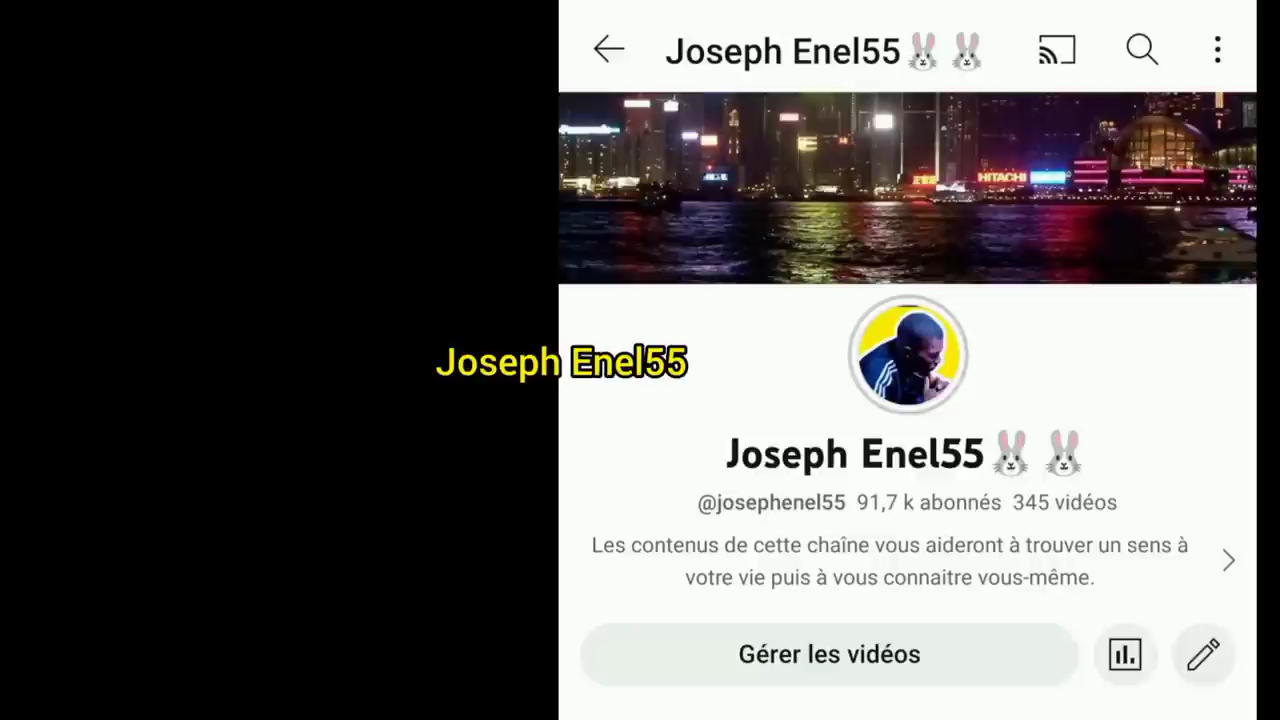 Joseph Enel55🐰 🐰
HITACHI
Joseph Enel55
Joseph Enel55🐰 🐰
@josephenel55 91,7 k abonnés 345 vidéos
Les contenus de cette chaîne vous aideront à trouver un sens à
votre vie puis à vous connaitre vous-même.
Gérer les vidéos